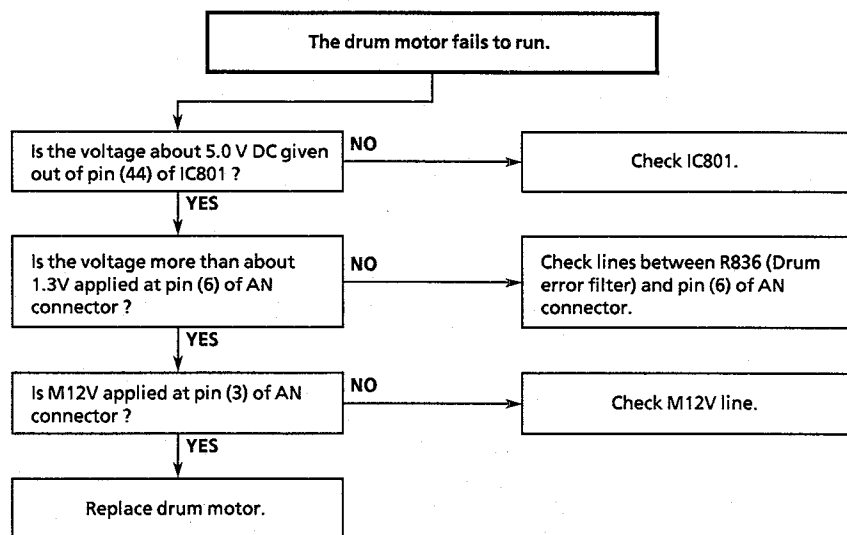 The drum motor fails to run.
Is the voltage about 5.0 V DC given
out of pin (44) of IC801 ?
NO
Check IC801.
YES
Is the voltage more than about
1.3V applied at pin (6) of AN
connector ?
NO
Check lines between R836 (Drum
error filter) and pin (6) of AN
connector.
YES
Is M12V applied at pin (3) of AN
connector ?
NO
Check M12V line.
YES
Replace drum motor.